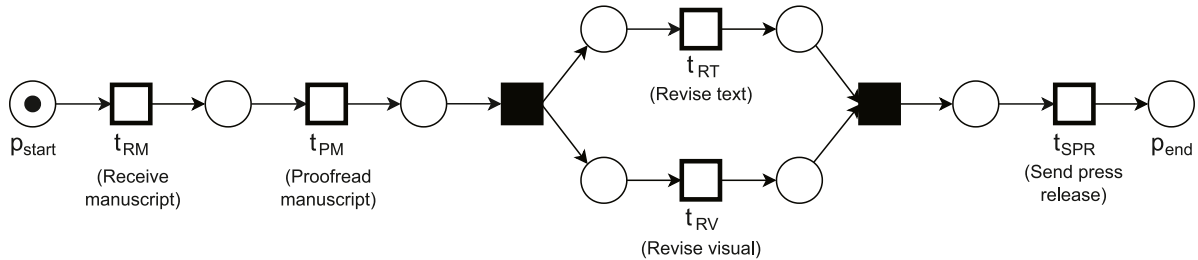 p_start
t_RM
(Receive
manuscript)
t_PM
(Proofread
manuscript)
t_RT
(Revise text)
t_RV
(Revise visual)
t_SPR
(Send press
release)
p_end